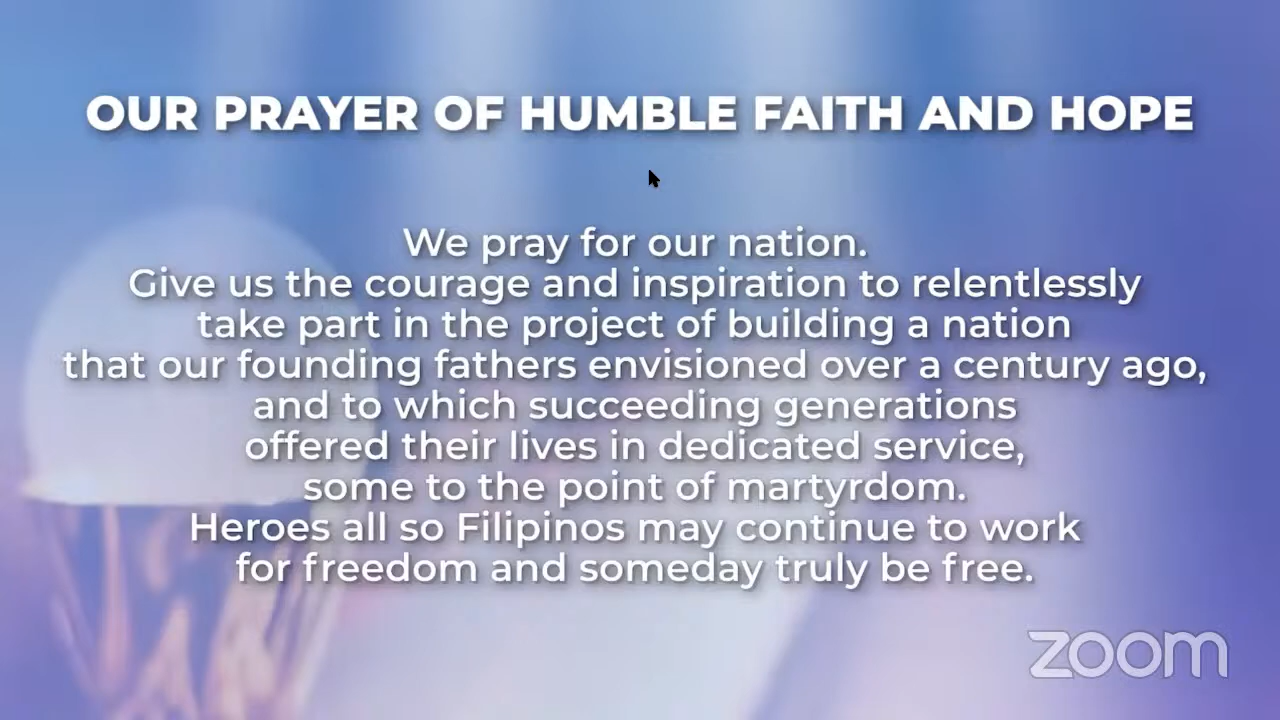 OUR PRAYER OF HUMBLE FAITH AND HOPE
We pray for our nation.
Give us the courage and inspiration to relentlessly
take part in the project of building a nation
that our founding fathers envisioned over a century ago,
and to which succeeding generations
offered their lives in dedicated service,
some to the point of martyrdom.
Heroes all so Filipinos may continue to work
for freedom and someday truly be free.
zoom